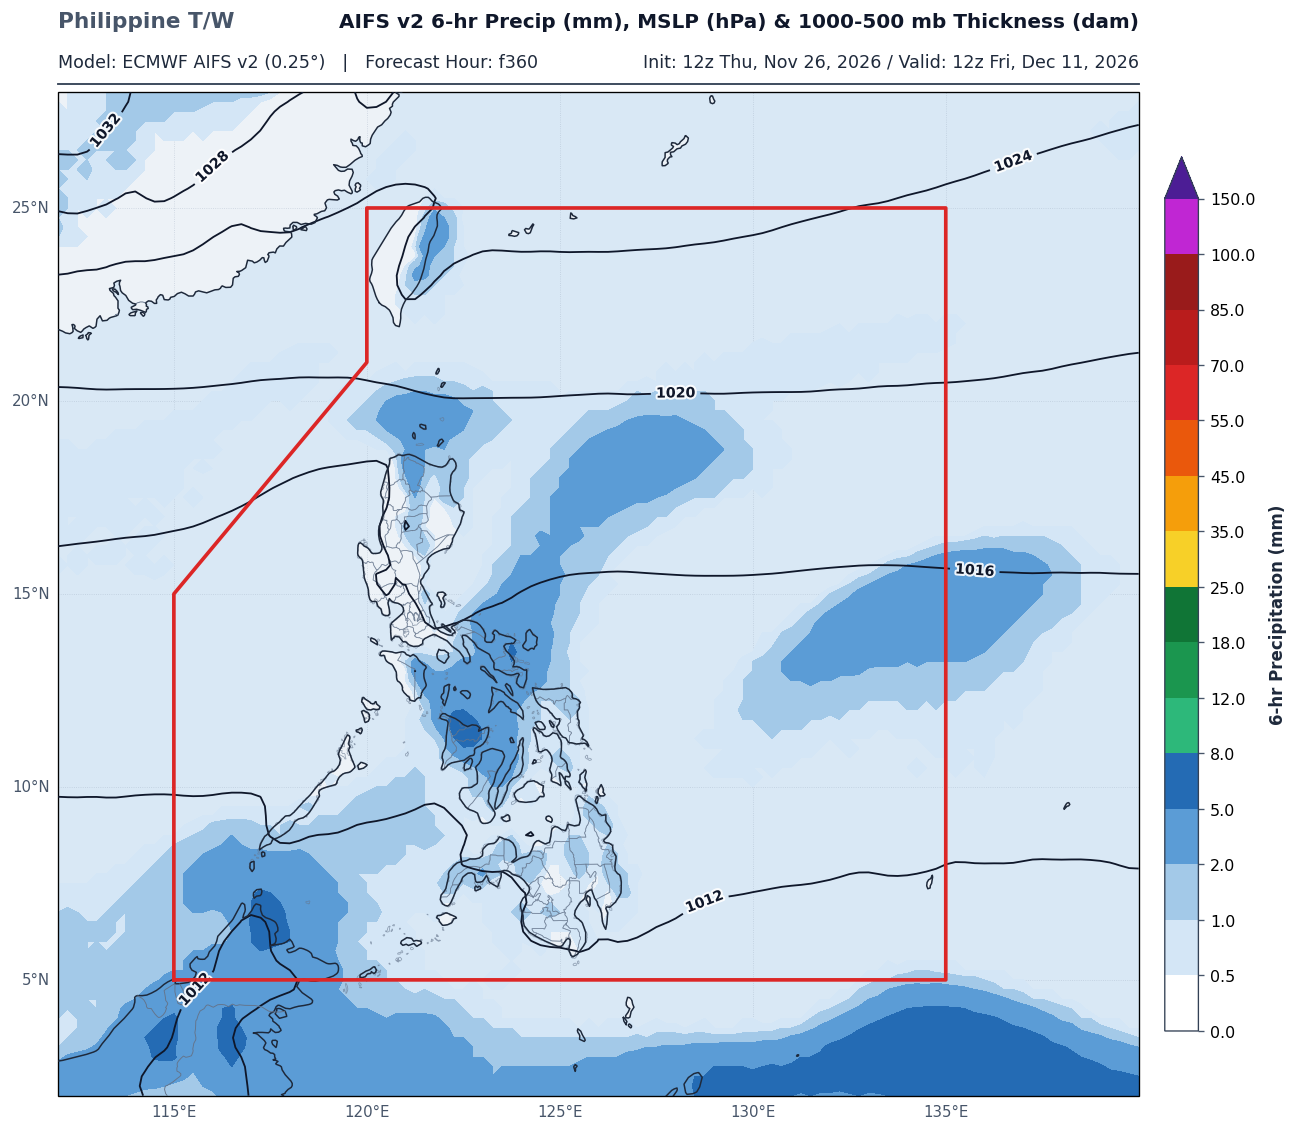 Philippine T/W
AIFS v2 6-hr Precip (mm), MSLP (hPa) & 1000-500 mb Thickness (dam)
Model: ECMWF AIFS v2 (0.25°) | Forecast Hour: f360
Init: 12z Thu, Nov 26, 2026 / Valid: 12z Fri, Dec 11, 2026
1032
1028
1024
1020
1016
1012
1012
25°N
20°N
15°N
10°N
5°N
115°E
120°E
125°E
130°E
135°E
150.0
100.0
85.0
70.0
55.0
45.0
35.0
25.0
18.0
12.0
8.0
5.0
2.0
1.0
0.5
0.0
6-hr Precipitation (mm)